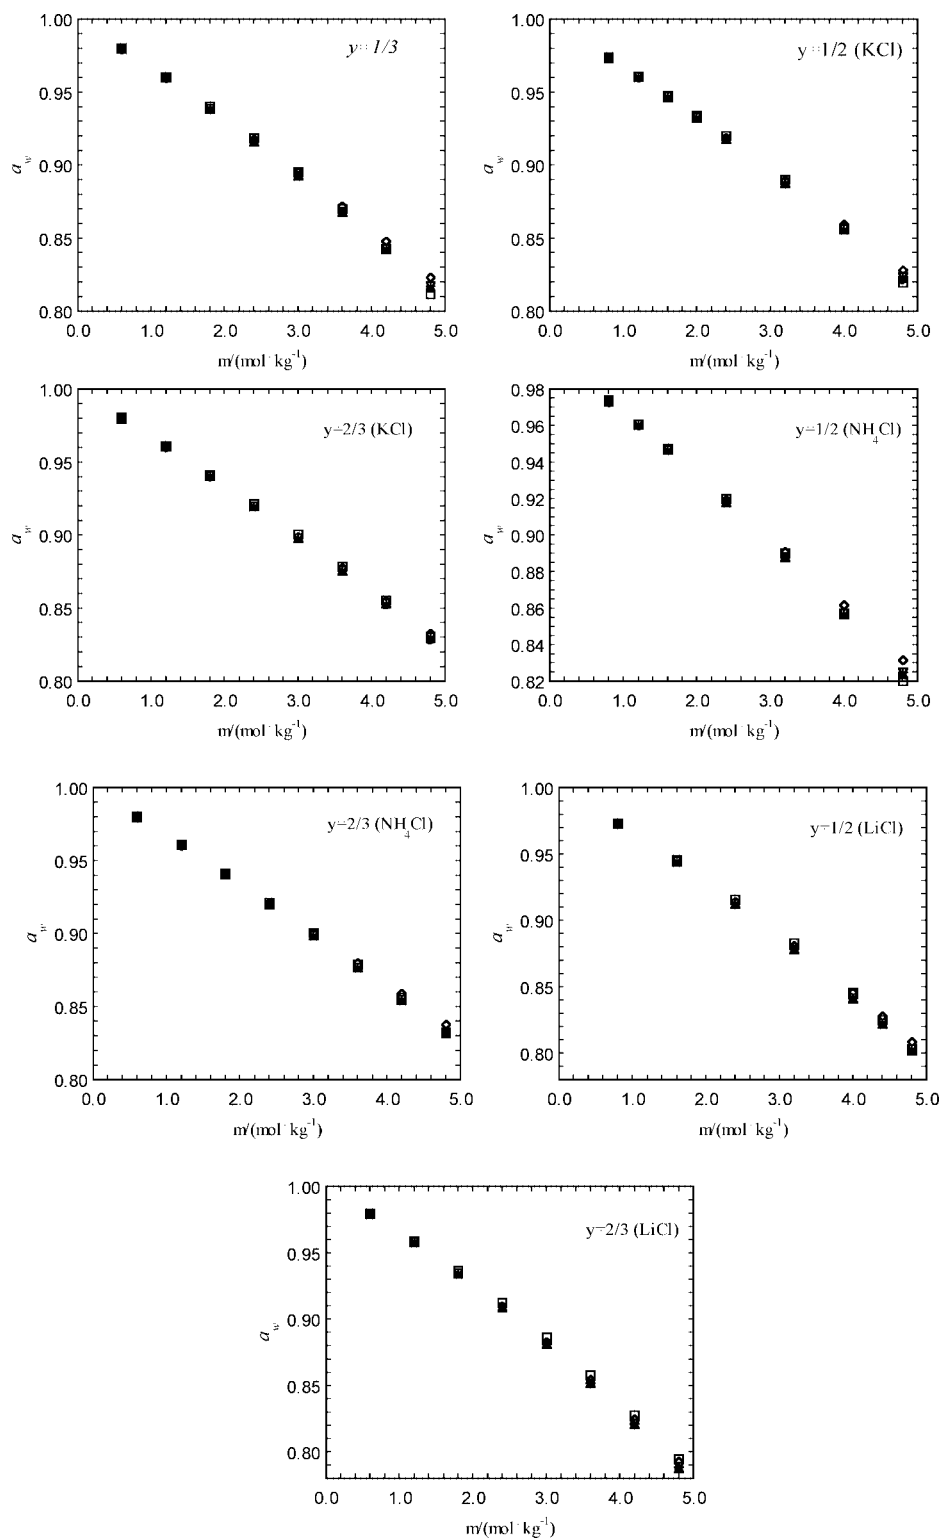 1.00
y=1/3
0.95
a_w
0.90
0.85
0.80
0.0 1.0 2.0 3.0 4.0 5.0
m/(mol·kg⁻¹)
1.00
y=1/2 (KCl)
0.95
a_w
0.90
0.85
0.80
0.0 1.0 2.0 3.0 4.0 5.0
m/(mol·kg⁻¹)
1.00
y=2/3 (KCl)
0.95
a_w
0.90
0.85
0.80
0.0 1.0 2.0 3.0 4.0 5.0
m/(mol·kg⁻¹)
0.98
y=1/2 (NH₄Cl)
0.96
0.92
a_w
0.88
0.86
0.84
0.82
0.0 1.0 2.0 3.0 4.0 5.0
m/(mol·kg⁻¹)
1.00
y=2/3 (NH₄Cl)
0.95
a_w
0.90
0.85
0.80
0.0 1.0 2.0 3.0 4.0 5.0
m/(mol·kg⁻¹)
1.00
y=1/2 (LiCl)
0.95
a_w
0.90
0.85
0.80
0.0 1.0 2.0 3.0 4.0 5.0
m/(mol·kg⁻¹)
1.00
y=2/3 (LiCl)
0.95
a_w
0.90
0.85
0.80
0.0 1.0 2.0 3.0 4.0 5.0
m/(mol·kg⁻¹)